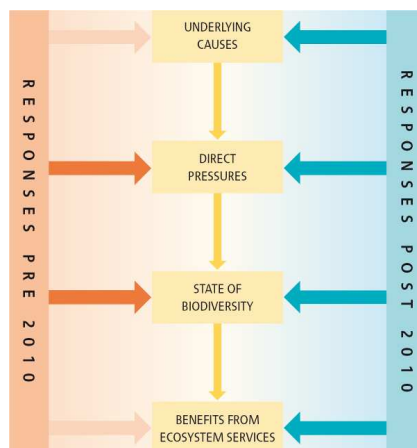 RESPONSES PRE 2010
UNDERLYING
CAUSES
DIRECT
PRESSURES
STATE OF
BIODIVERSITY
BENEFITS FROM
ECOSYSTEM SERVICES
RESPONSES POST 2010